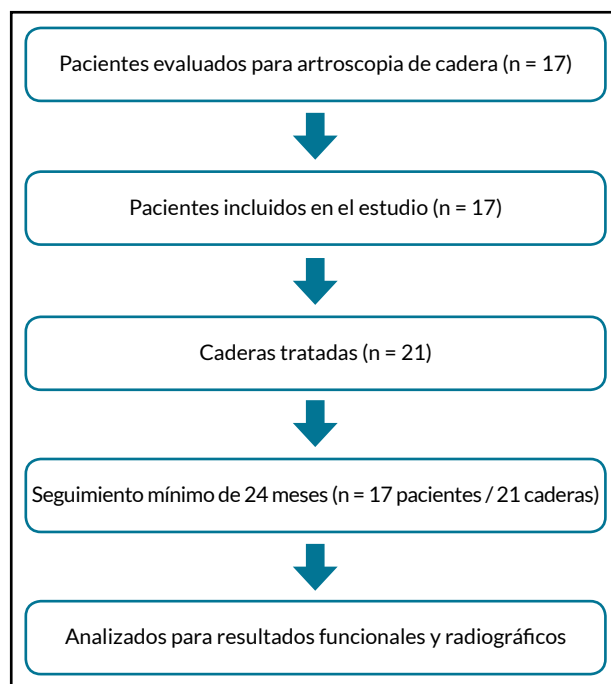 Pacientes evaluados para artroscopia de cadera (n = 17)
Pacientes incluidos en el estudio (n = 17)
Caderas tratadas (n = 21)
Seguimiento mínimo de 24 meses (n = 17 pacientes / 21 caderas)
Analizados para resultados funcionales y radiográficos